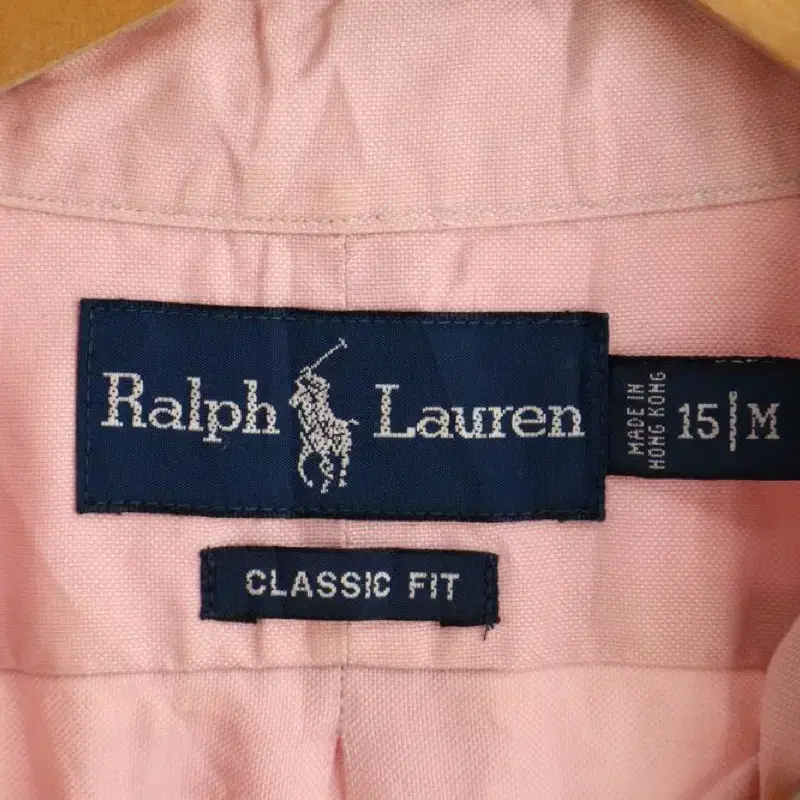 Ralph Lauren
MADE IN
HONG KONG
15|M
CLASSIC FIT